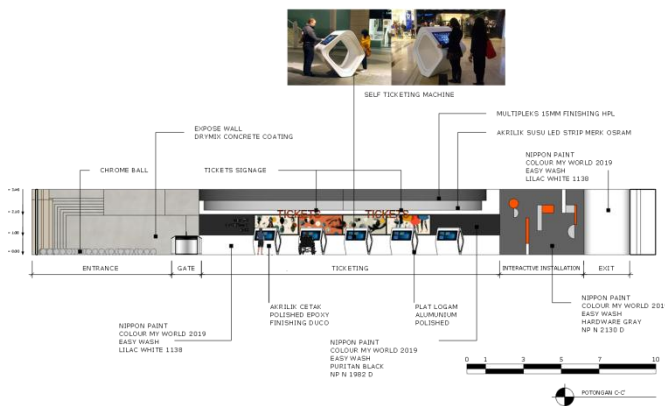 SELF TICKETING MACHINE
MULTIPLEKS 15MM FINISHING HPL
EXPOSE WALL
DRYMIX CONCRETE COATING
AKRILIK SUSU LED STRIP MERK OSRAM
NIPPON PAINT
COLOUR MY WORLD 2019
EASY WASH
LILAC WHITE 1138
CHROME BALL
TICKETS SIGNAGE
TICKETS
TICKETS
ENTRANCE
GATE
TICKETING
INTERACTIVE INSTALLATION
EXIT
AKRILIK CETAK
POLISHED EPOXY
FINISHING DUCO
PLAT LOGAM
ALUMUNIUM
POLISHED
NIPPON PAINT
COLOUR MY WORLD 2019
EASY WASH
HARDWARE GRAY
NP N 2130 D
NIPPON PAINT
COLOUR MY WORLD 2019
EASY WASH
LILAC WHITE 1138
NIPPON PAINT
COLOUR MY WORLD 2019
EASY WASH
PURITAN BLACK
NP N 1982 D
0 1 3 5 7 10
POTONGAN C-C'